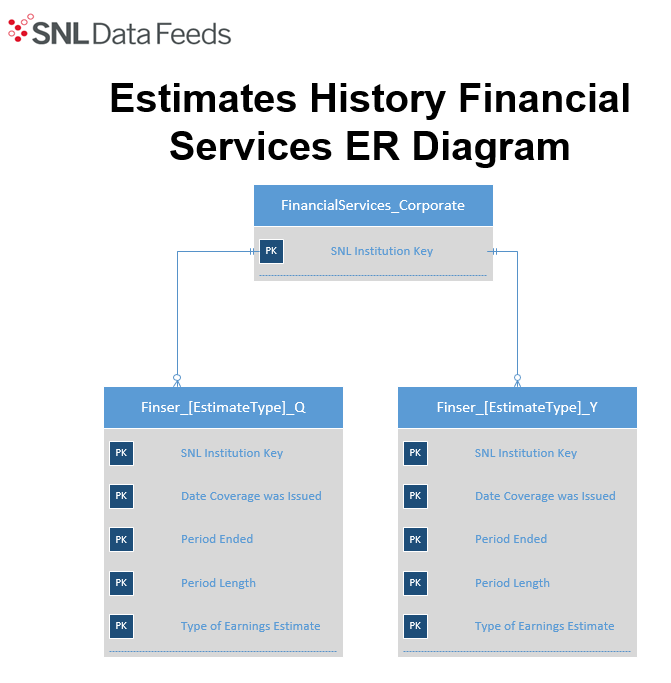 SNL Data Feeds
Estimates History Financial
Services ER Diagram
FinancialServices_Corporate
PK SNL Institution Key
Finser_[EstimateType]_Q
PK SNL Institution Key
PK Date Coverage was Issued
PK Period Ended
PK Period Length
PK Type of Earnings Estimate
Finser_[EstimateType]_Y
PK SNL Institution Key
PK Date Coverage was Issued
PK Period Ended
PK Period Length
PK Type of Earnings Estimate